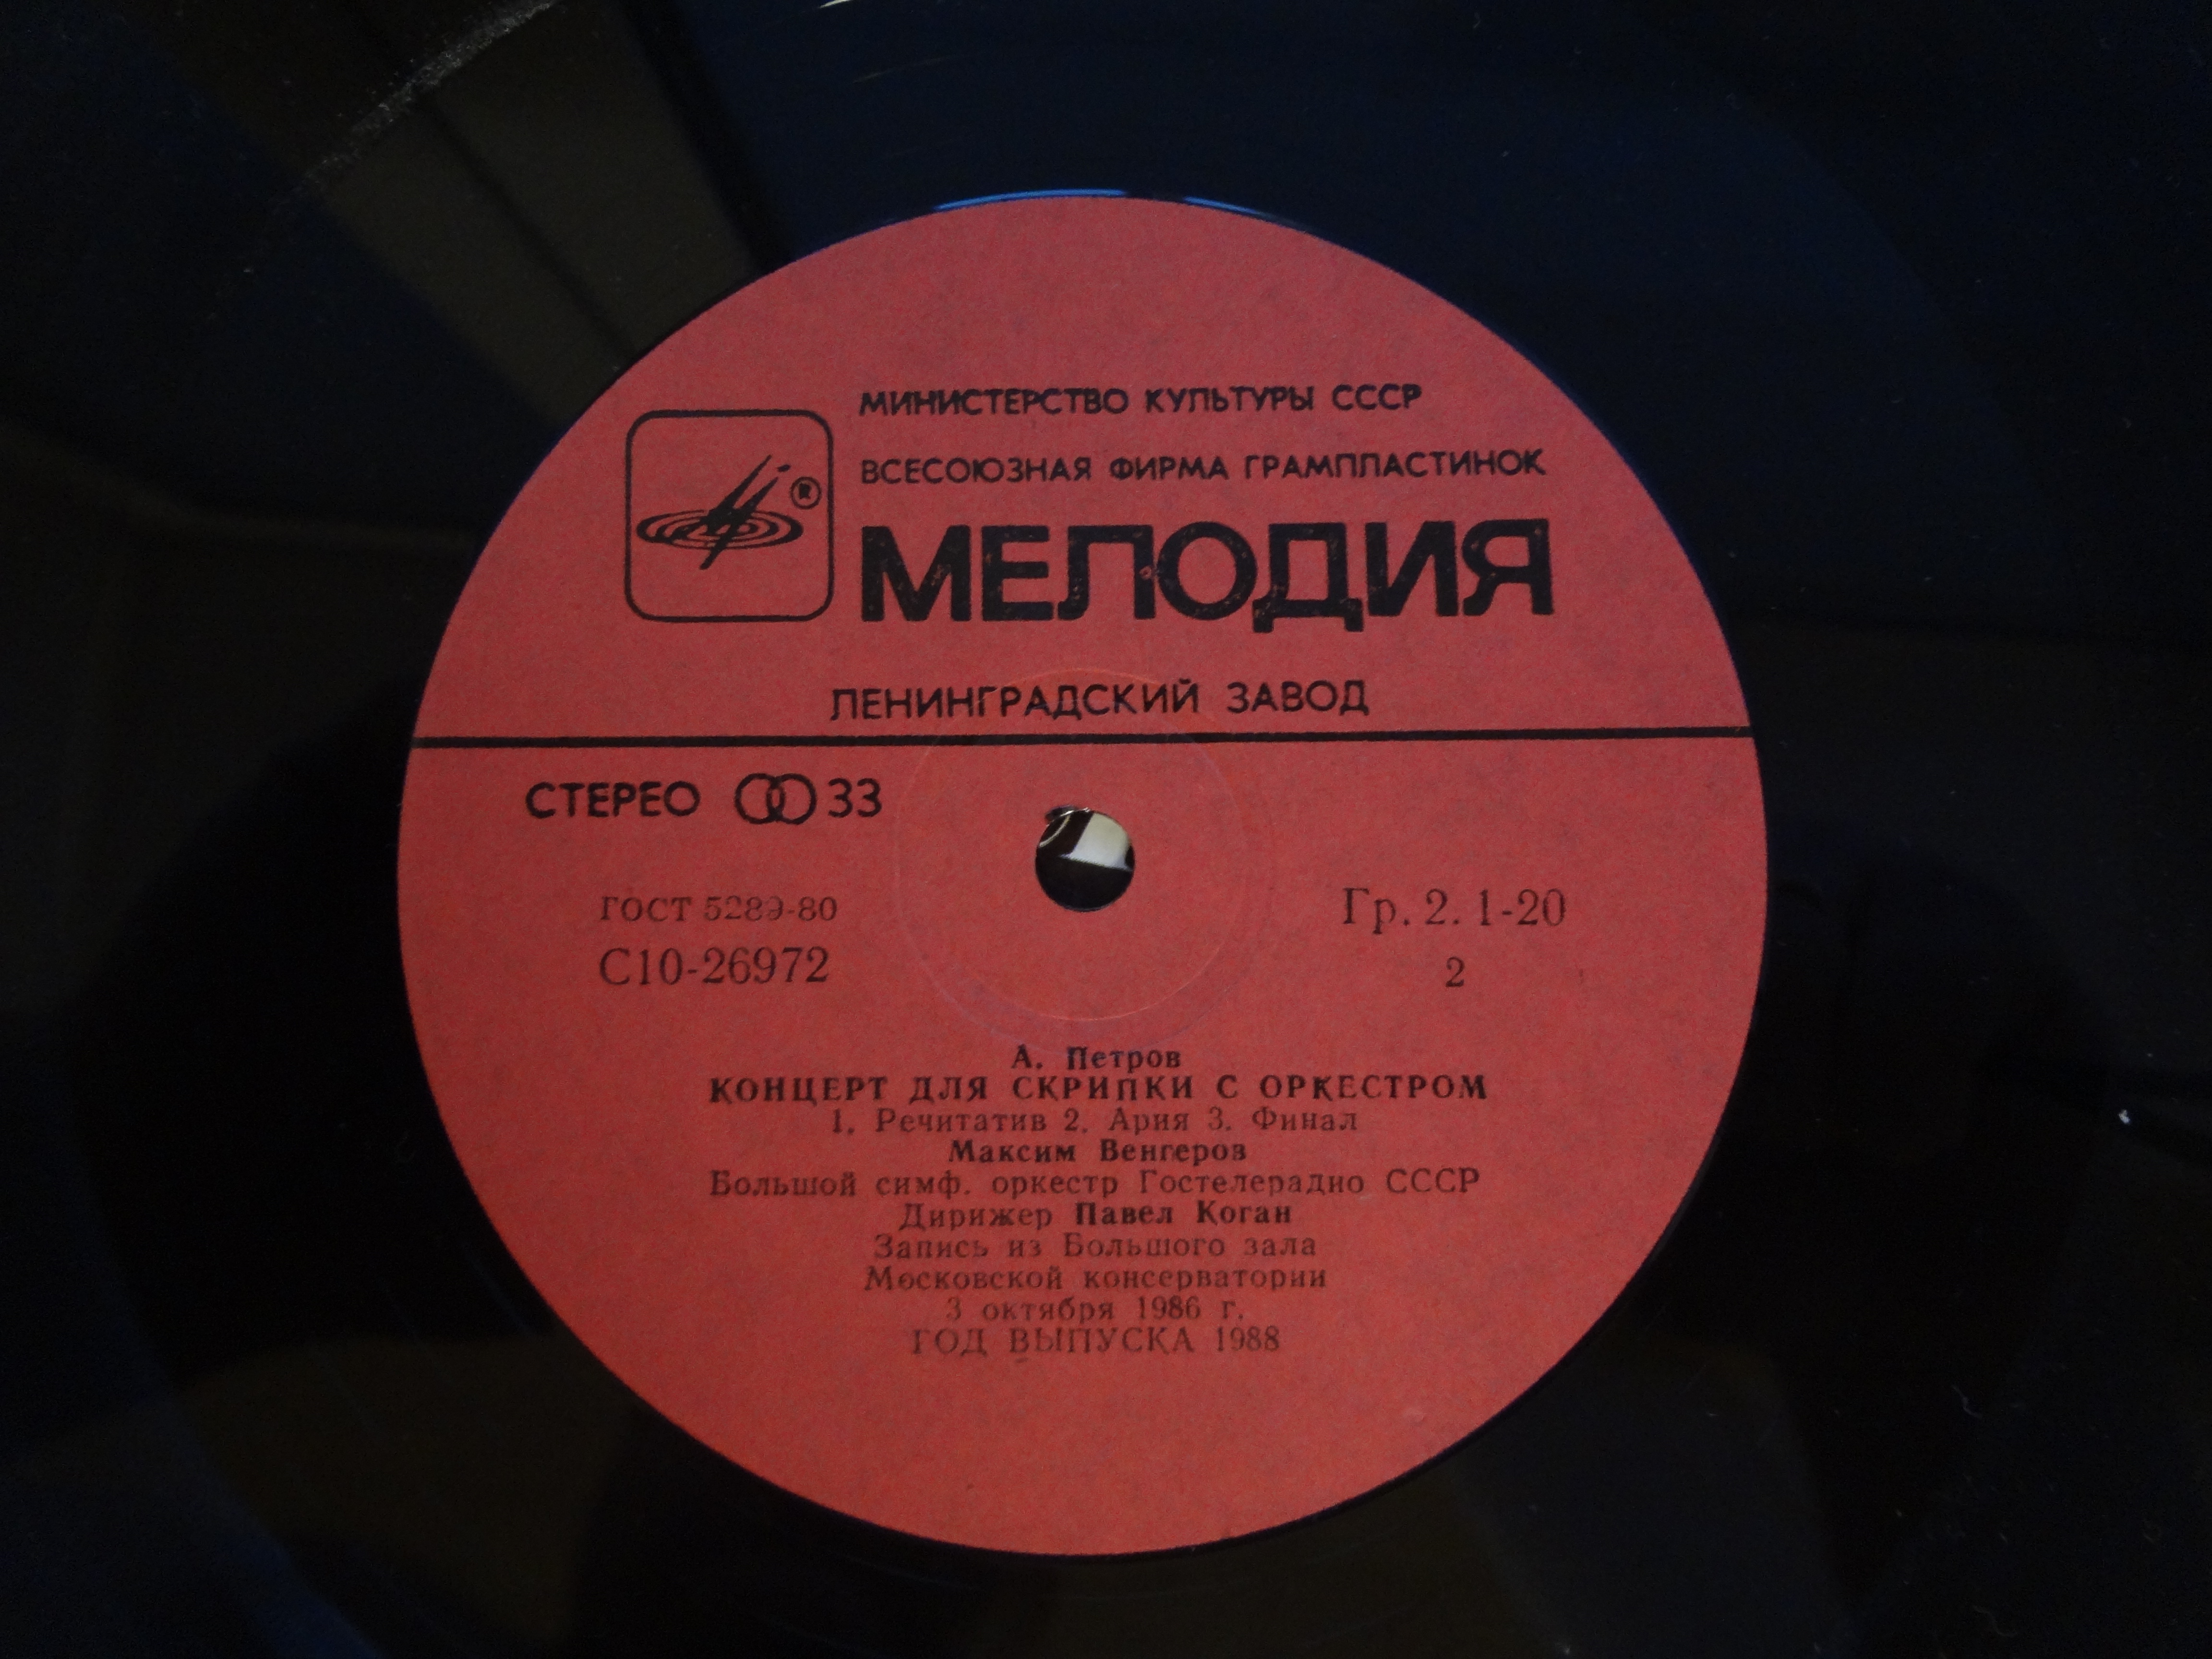 МИНИСТЕРСТВО КУЛЬТУРЫ СССР
ВСЕСОЮЗНАЯ ФИРМА ГРАМПЛАСТИНОК
®
МЕЛОДИЯ
ЛЕНИНГРАДСКИЙ ЗАВОД
СТЕРЕО 33
ГОСТ 5289-80
Гр. 2. 1-20
С10-26972
2
А. Петров
КОНЦЕРТ ДЛЯ СКРИПКИ С ОРКЕСТРОМ
1. Речитатив 2. Ария 3. Финал
Максим Венгеров
Большой симф. оркестр Гостелерадио СССР
Дирижер Павел Коган
Запись из Большого зала
Московской консерватории
3 октября 1986 г.
ГОД ВЫПУСКА 1988